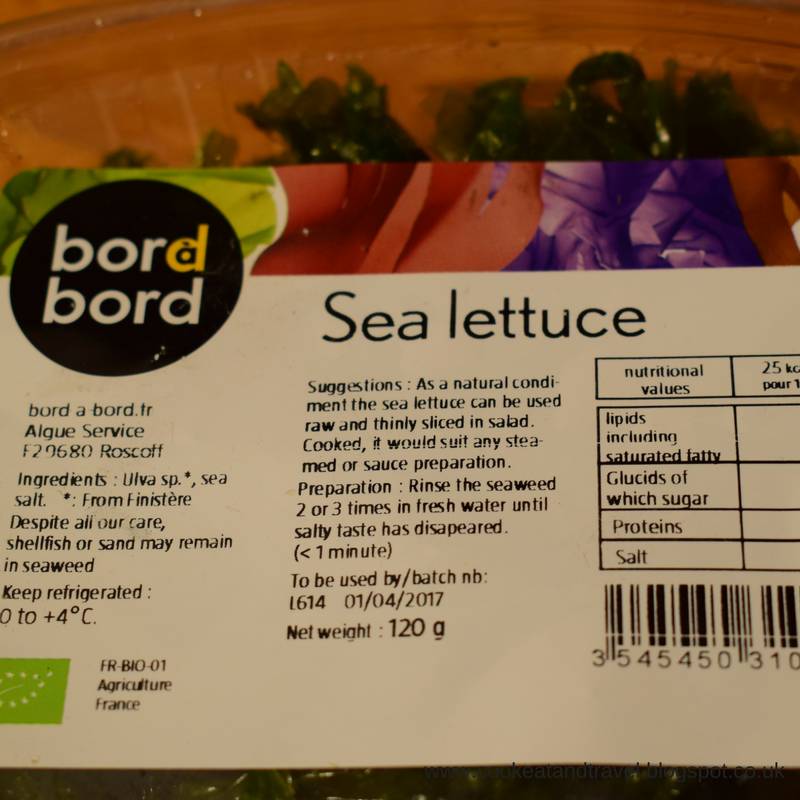 bord à
bord
Sea lettuce
bord a-bord.fr
Algue Service
F29680 Roscoff
Ingredients : Ulva sp.*, sea
salt. *: From Finistère
Despite all our care,
shellfish or sand may remain
in seaweed
Keep refrigerated :
0 to +4°C.
FR-BIO-01
Agriculture
France
Suggestions : As a natural condi-
ment the sea lettuce can be used
raw and thinly sliced in salad.
Cooked, it would suit any stea-
med or sauce preparation.
Preparation : Rinse the seaweed
2 or 3 times in fresh water until
salty taste has disapeared.
(< 1 minute)
To be used by/batch nb:
L614 01/04/2017
Net weight : 120 g
nutritional
values
25 kc
pour 1
lipids
including
saturated fatty
Glucids of
which sugar
Proteins
Salt
3 545450 310
www.cookeatandtravel.blogspot.co.uk